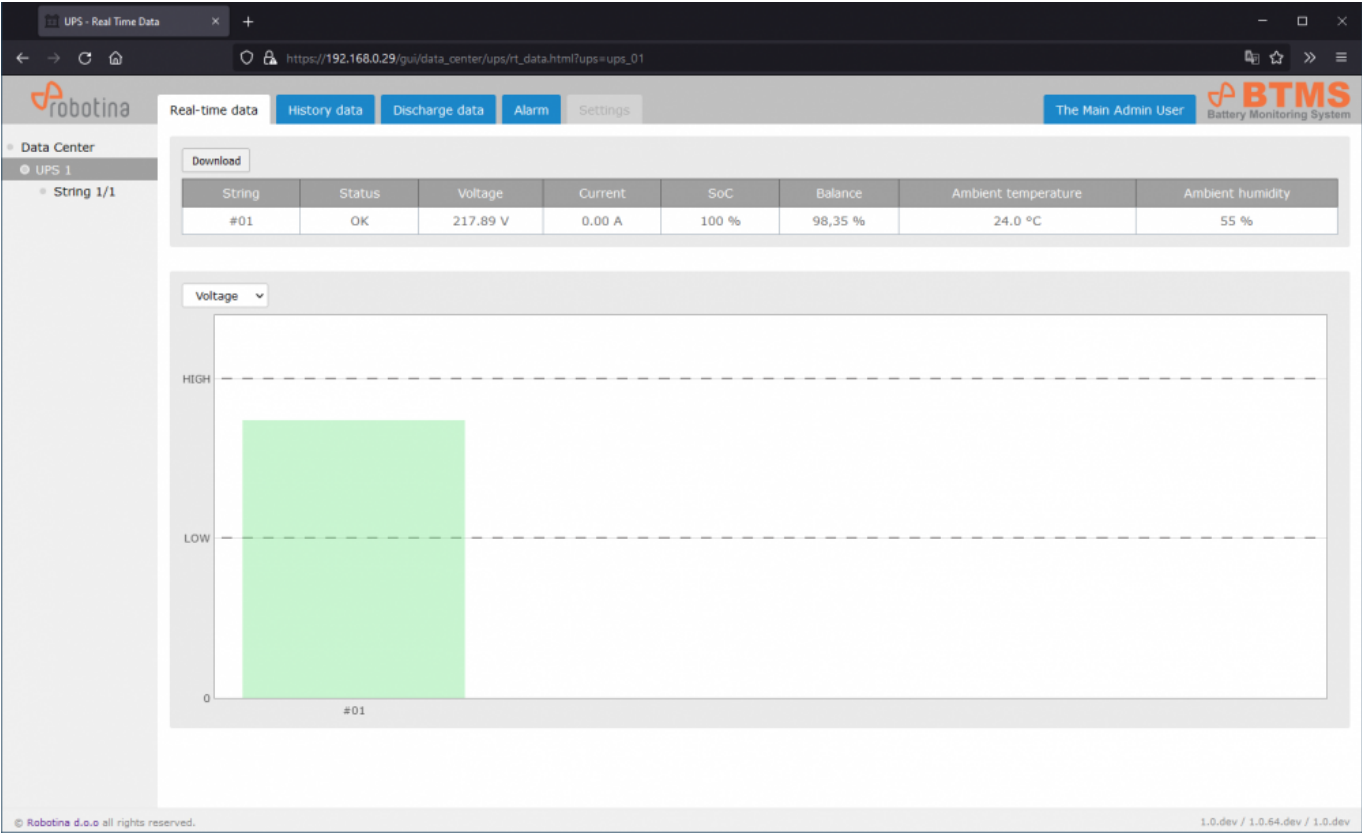 UPS - Real Time Data
https://192.168.0.29/gui/data_center/ups/rt_data.html?ups=ups_01
robotina
Real-time data History data Discharge data Alarm Settings The Main Admin User
BTMS
Battery Monitoring System
Data Center
UPS 1
String 1/1
Download
String Status Voltage Current SoC Balance Ambient temperature Ambient humidity
#01 OK 217.89 V 0.00 A 100 % 98,35 % 24.0 °C 55 %
Voltage
HIGH
LOW
0
#01
© Robotina d.o.o all rights reserved. 1.0.dev / 1.0.64.dev / 1.0.dev